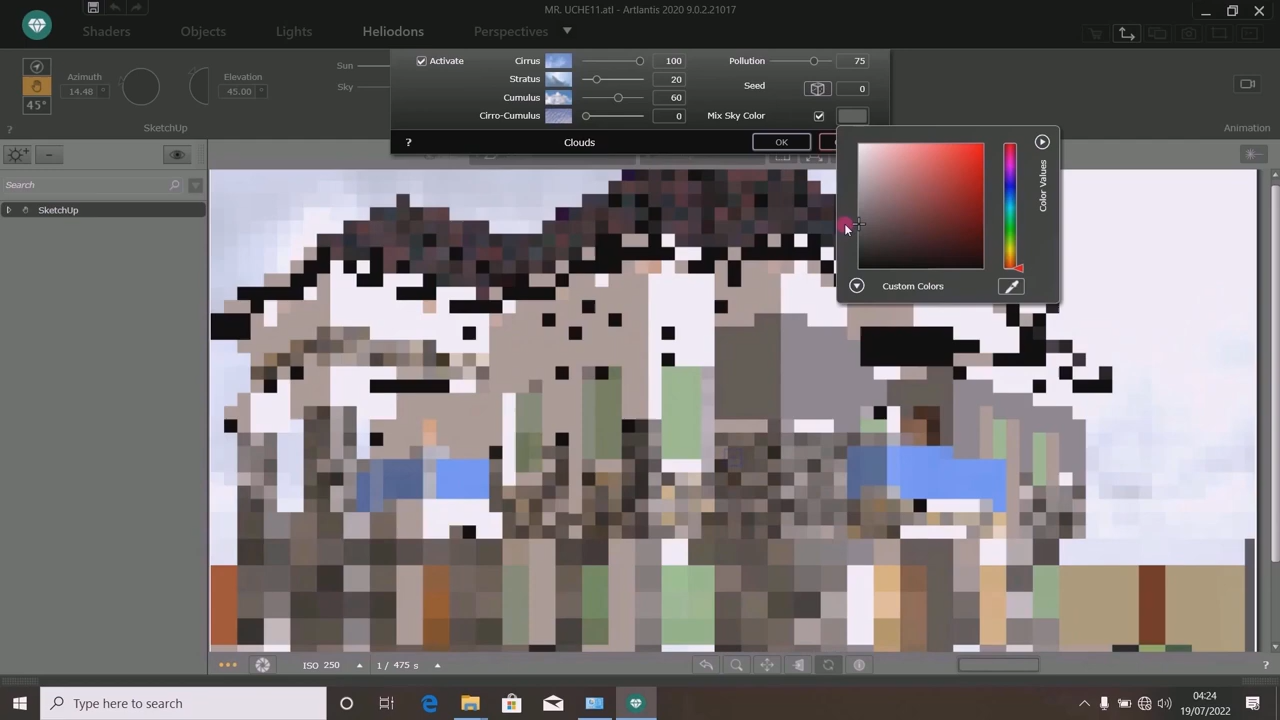 MR. UCHE11.atl - Artlantis 2020 9.0.2.21017
Shaders
Objects
Lights
Heliodons
Perspectives
Azimuth
14.48
Elevation
45.00
45°
Sun
Sky
SketchUp
Activate
Cirrus
100
Stratus
20
Cumulus
60
Cirro-Cumulus
0
Pollution
75
Seed
0
Mix Sky Color
?
Clouds
OK
Color Values
Custom Colors
Animation
?
Search
SketchUp
ISO 250
1 / 475 s
?
Type here to search
04:24
19/07/2022